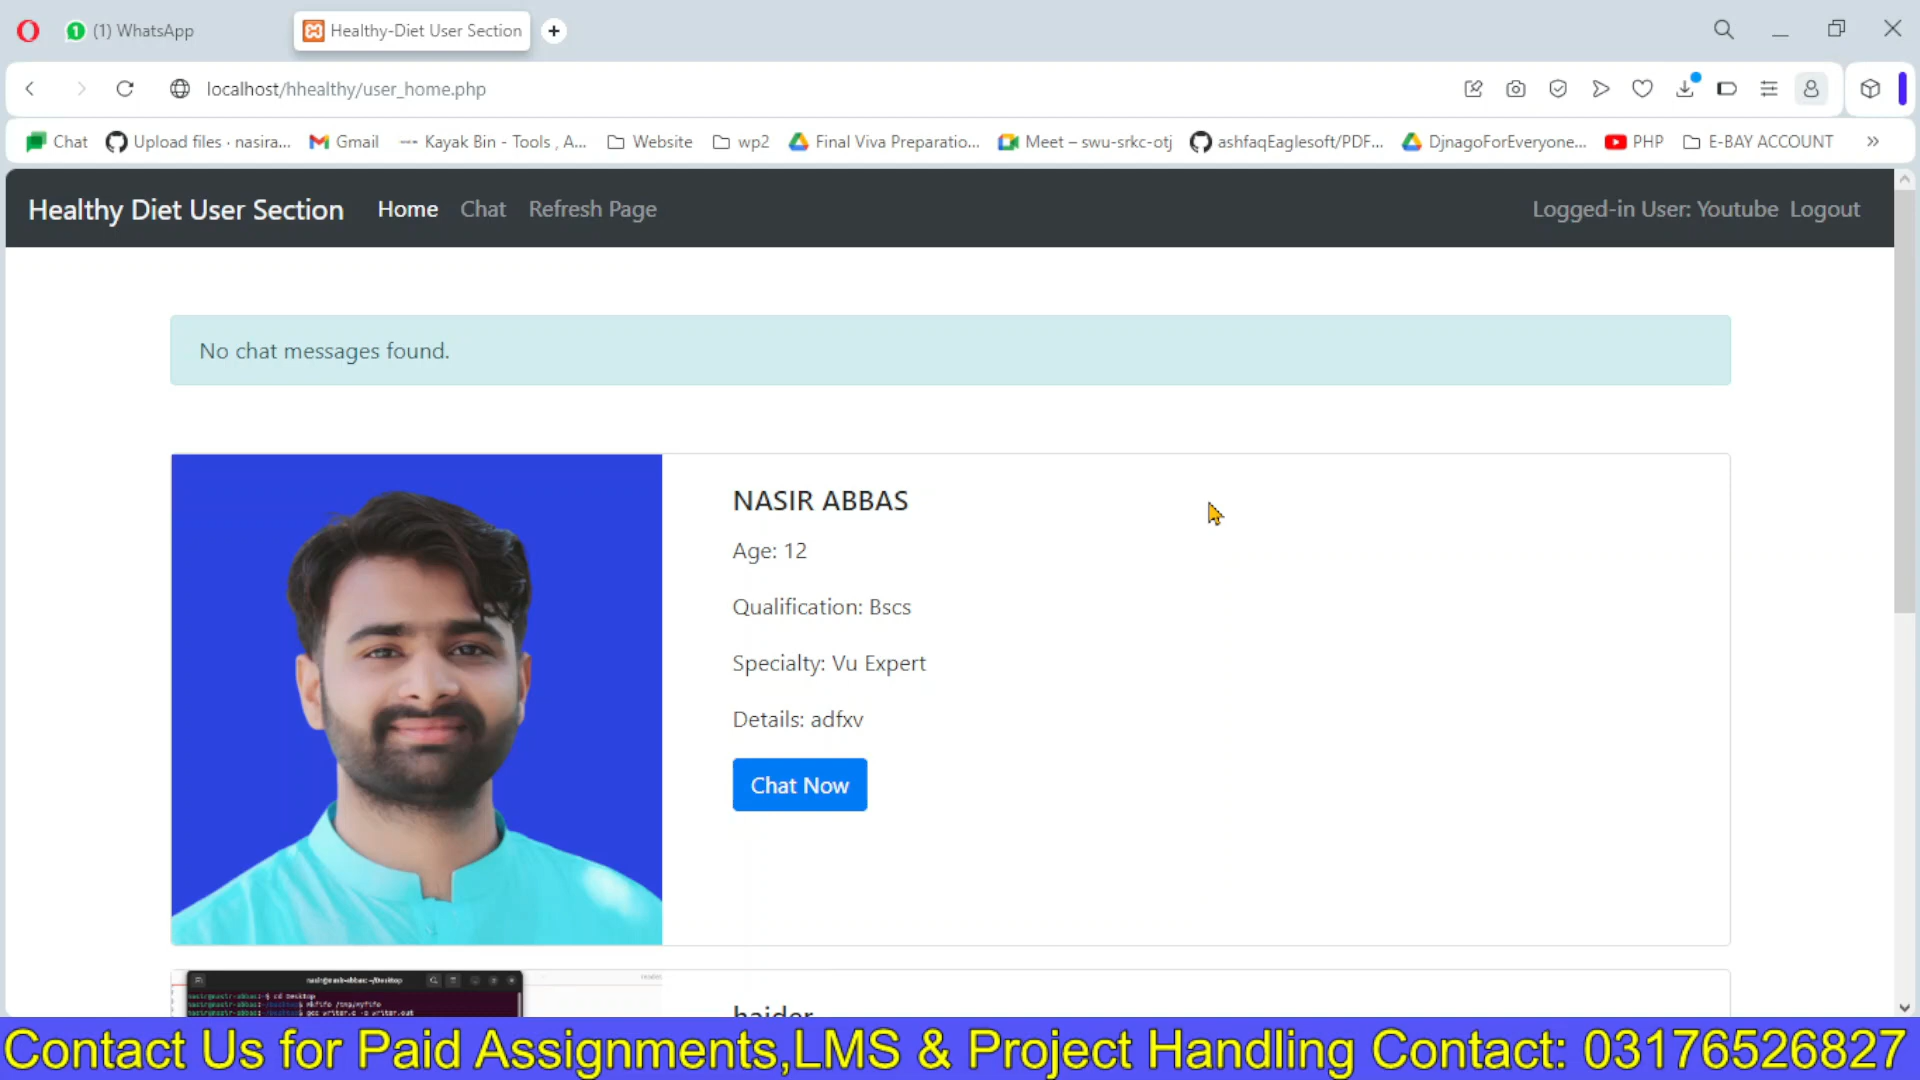 (1) WhatsApp
Healthy-Diet User Section
localhost/hhealthy/user_home.php
Chat
Upload files · nasira...
Gmail
Kayak Bin - Tools , A...
Website
wp2
Final Viva Preparatio...
Meet – swu-srkc-otj
ashfaqEaglesoft/PDF...
DjnagoForEveryone...
PHP
E-BAY ACCOUNT
Healthy Diet User Section
Home
Chat
Refresh Page
Logged-in User: Youtube
Logout
No chat messages found.
NASIR ABBAS
Age: 12
Qualification: Bscs
Specialty: Vu Expert
Details: adfxv
Chat Now
haider
Contact Us for Paid Assignments,LMS & Project Handling Contact: 03176526827